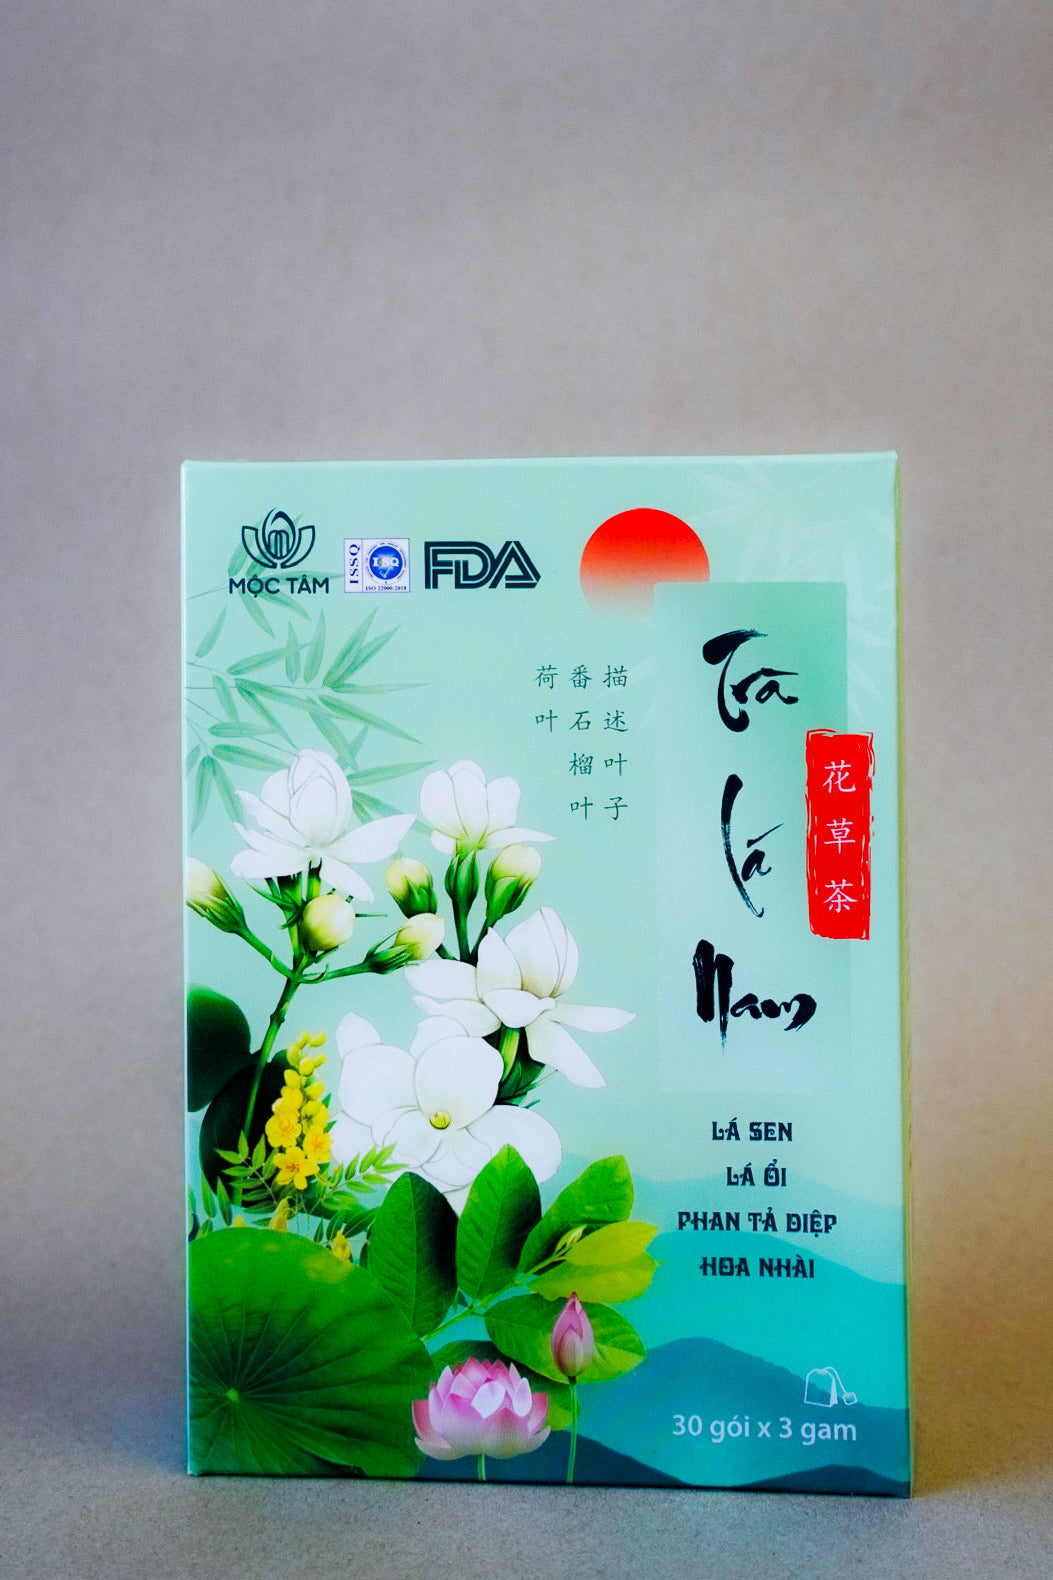 MỘC TÂM
ISSQ
ISO 22000:2018
FDA
描述叶子
番石榴叶
荷叶
Trà
Lá
Nam
花草茶
LÁ SEN
LÁ ỔI
PHAN TẢ DIỆP
HOA NHÀI
30 gói x 3 gam